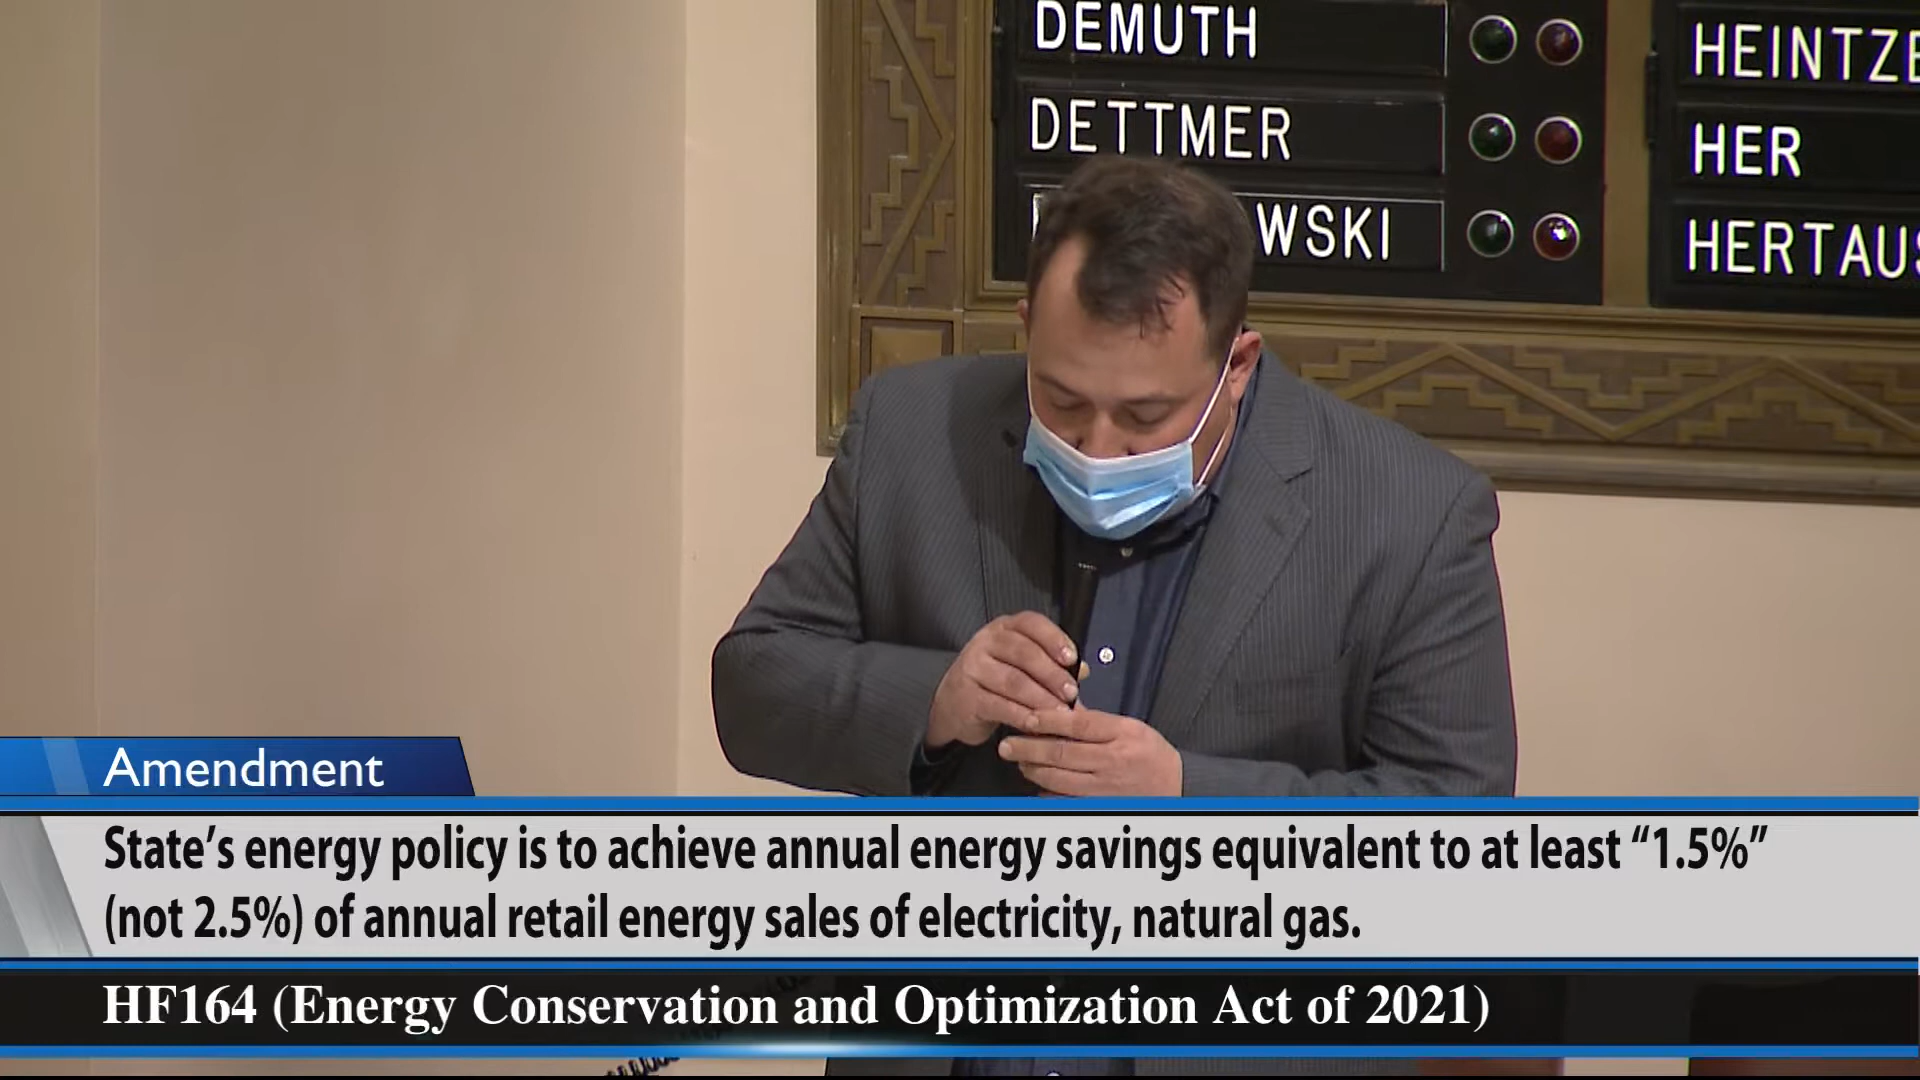 DEMUTH
DETTMER
WSKI
HEINTZE
HER
HERTAUS
Amendment
State’s energy policy is to achieve annual energy savings equivalent to at least “1.5%”
(not 2.5%) of annual retail energy sales of electricity, natural gas.
HF164 (Energy Conservation and Optimization Act of 2021)